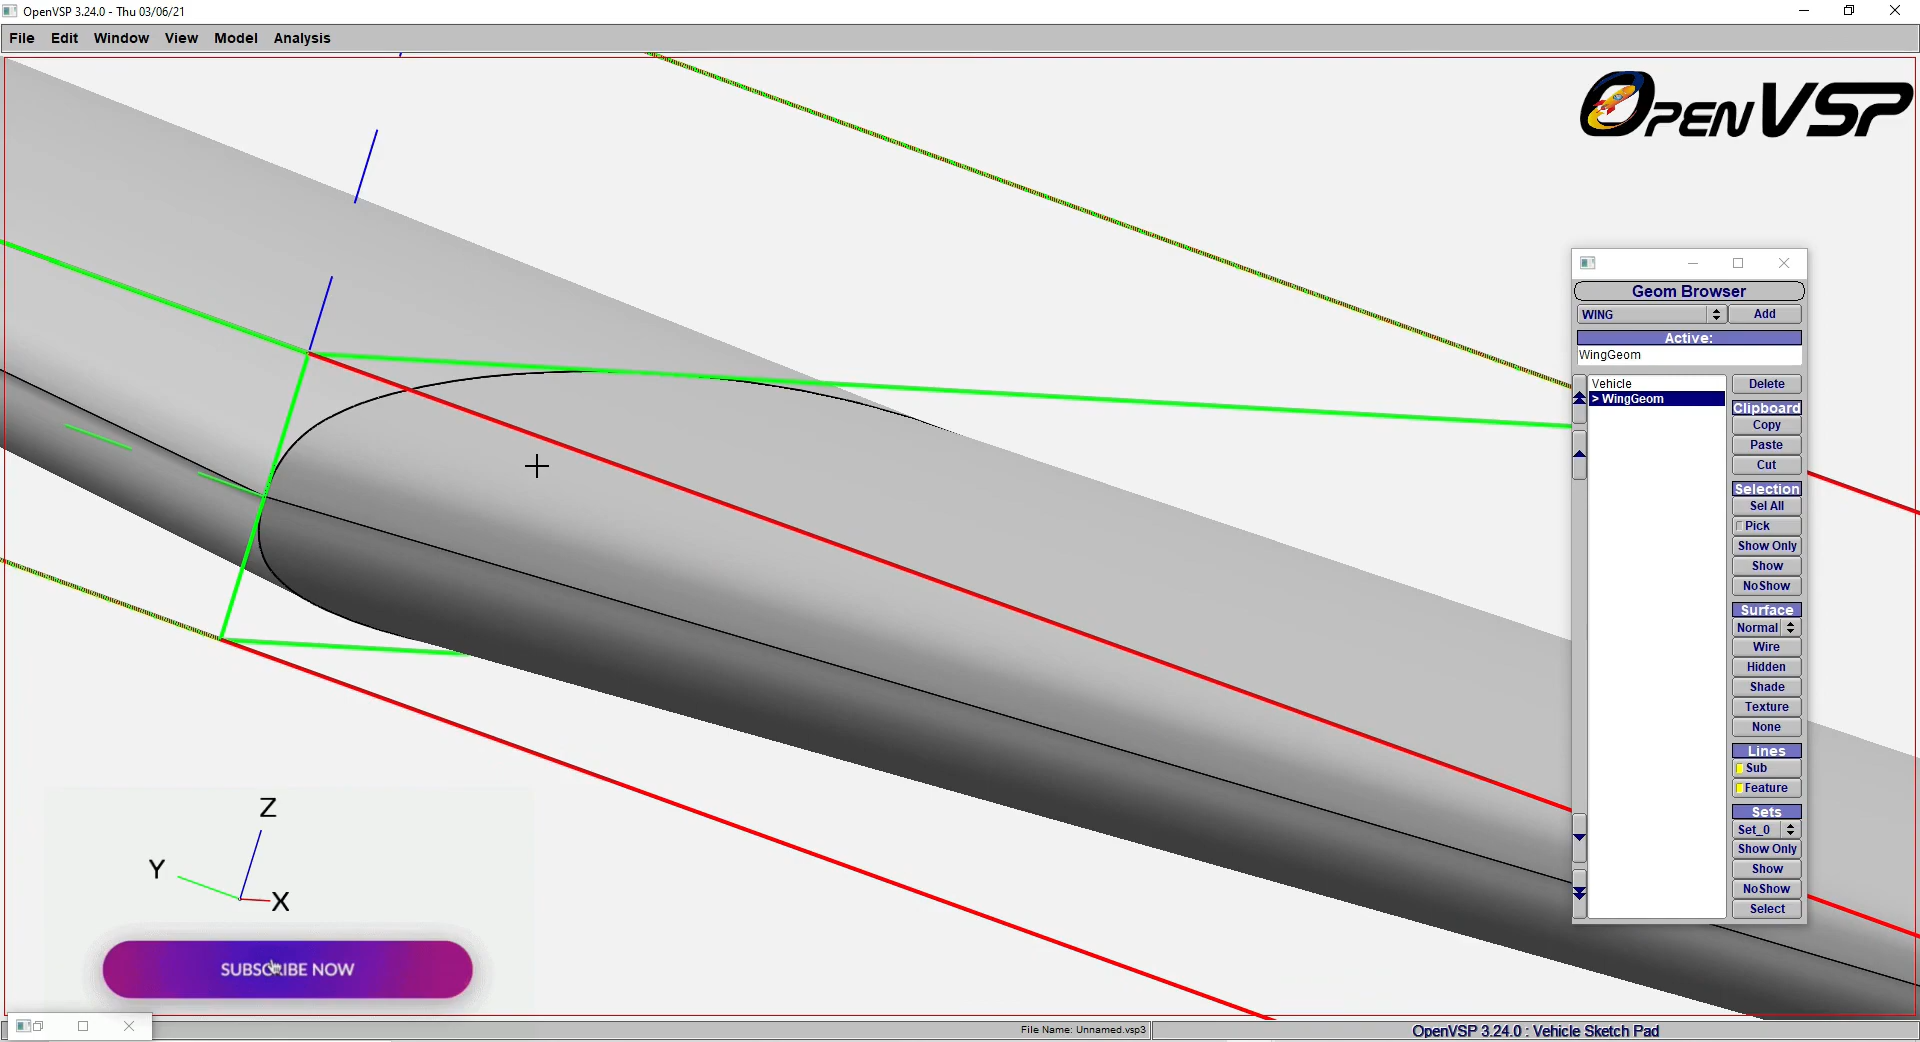 OpenVSP 3.24.0 - Thu 03/06/21
File Edit Window View Model Analysis
OPENVSP
Geom Browser
WING Add
Active:
WingGeom
Vehicle
> WingGeom
Delete
Clipboard
Copy
Paste
Cut
Selection
Sel All
Pick
Show Only
Show
NoShow
Surface
Normal
Wire
Hidden
Shade
Texture
None
Lines
Sub
Feature
Sets
Set_0
Show Only
Show
NoShow
Select
Z
Y
X
SUBSCRIBE NOW
File Name: Unnamed.vsp3
OpenVSP 3.24.0 : Vehicle Sketch Pad